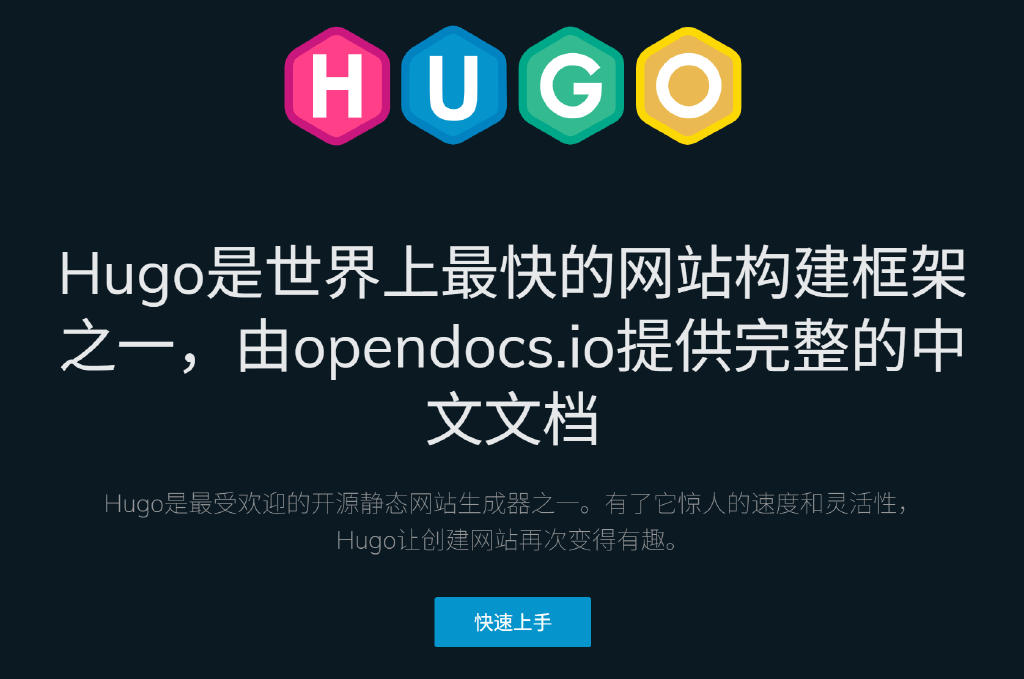 HUGO
Hugo是世界上最快的网站构建框架
之一，由opendocs.io提供完整的中
文文档
Hugo是最受欢迎的开源静态网站生成器之一。有了它惊人的速度和灵活性，
Hugo让创建网站再次变得有趣。
快速上手